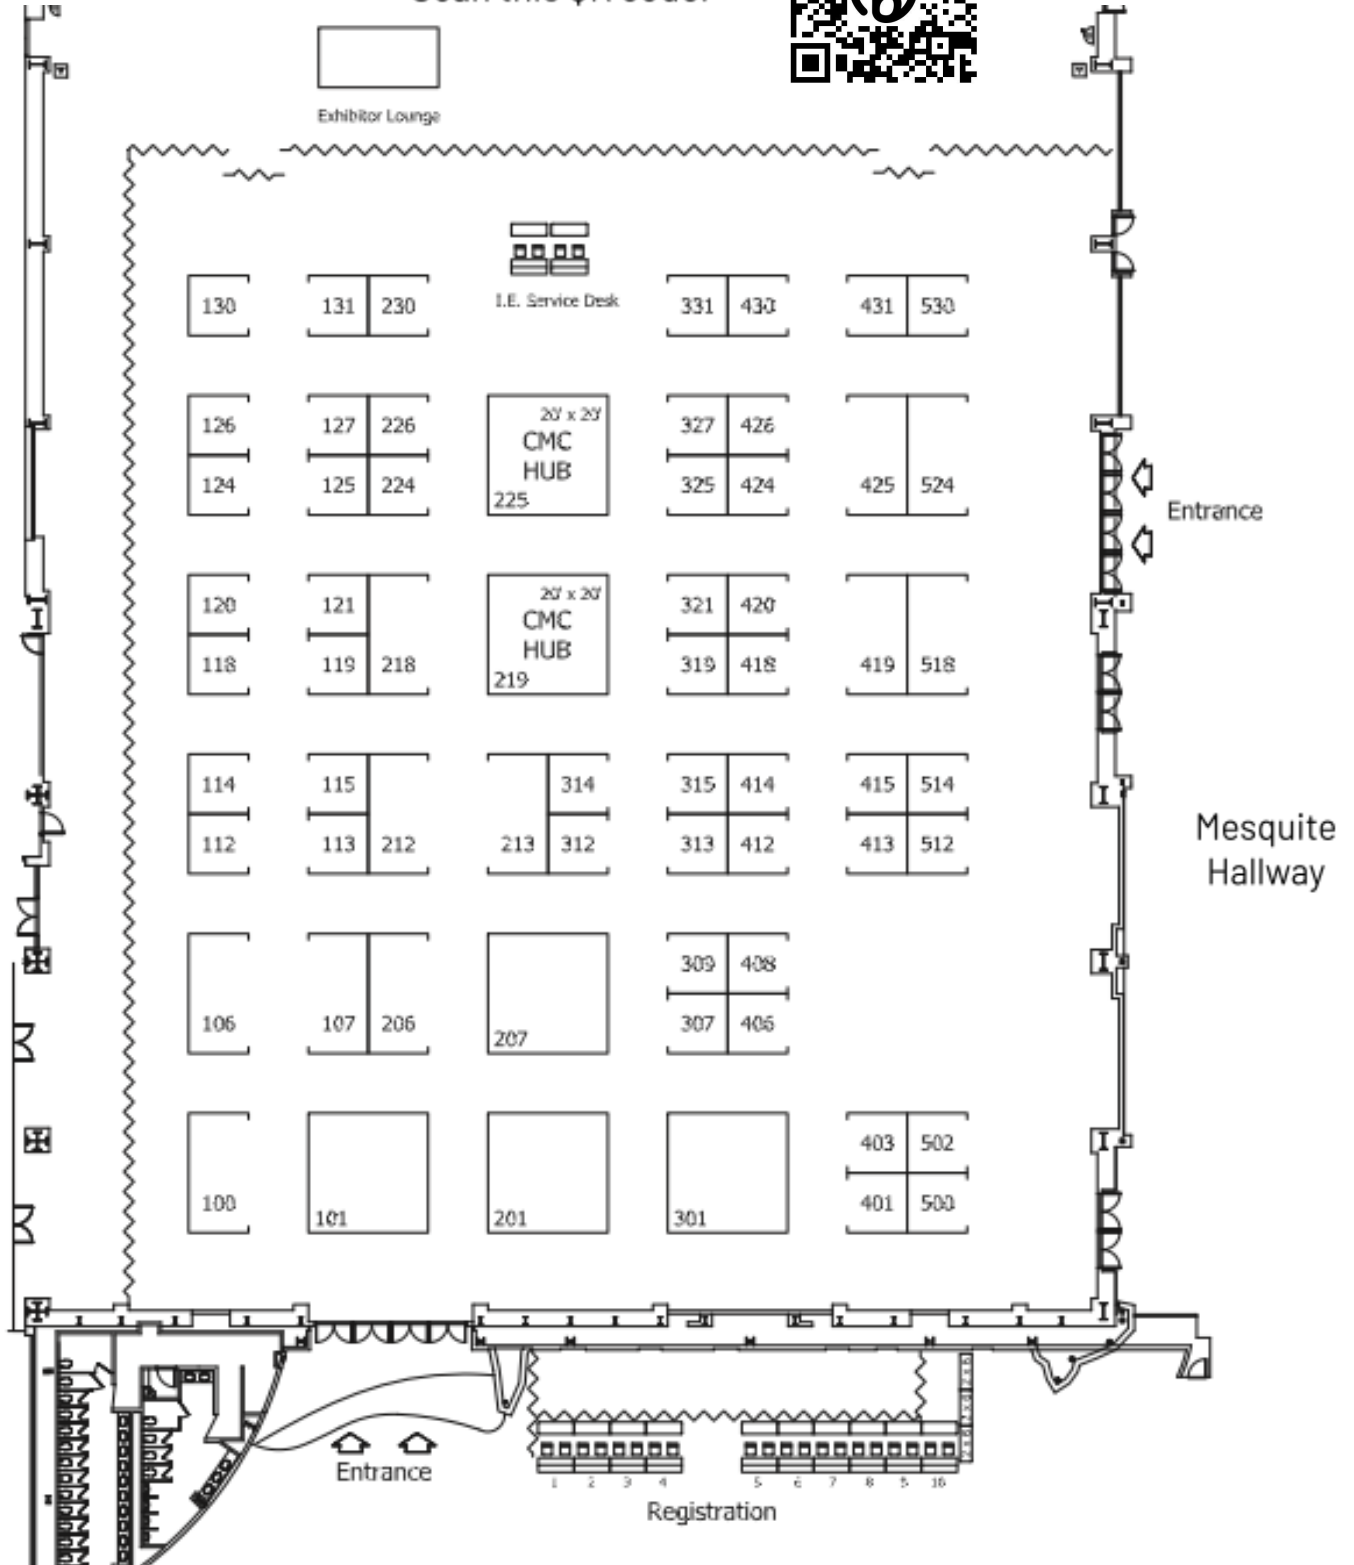 Exhibitor Lounge
I.E. Service Desk
130 131 230 331 430 431 530
20' x 20'
126 127 226 CMC 327 426
HUB
124 125 224 225 325 424 425 524
Entrance
20' x 20'
120 121 CMC 321 420
HUB
118 119 218 219 319 418 419 518
114 115 314 315 414 415 514
112 113 212 213 312 313 412 413 512
Mesquite
Hallway
309 408
106 107 206 207 307 406
403 502
100 101 201 301 401 500
Entrance
1 2 3 4 5 6 7 8 9 10
Registration